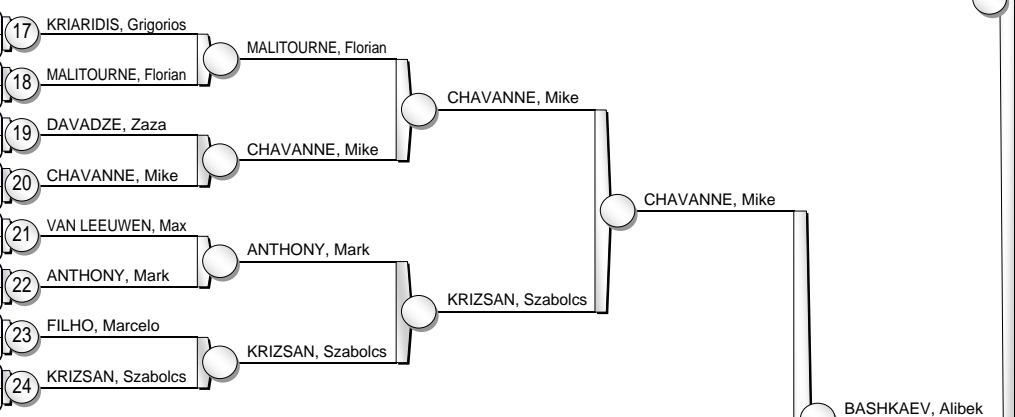 17 KRIARIDIS, Grigorios
MALITOURNE, Florian
18 MALITOURNE, Florian
CHAVANNE, Mike
19 DAVADZE, Zaza
CHAVANNE, Mike
20 CHAVANNE, Mike
CHAVANNE, Mike
21 VAN LEEUWEN, Max
ANTHONY, Mark
22 ANTHONY, Mark
KRIZSAN, Szabolcs
23 FILHO, Marcelo
KRIZSAN, Szabolcs
24 KRIZSAN, Szabolcs
BASHKAEV, Alibek